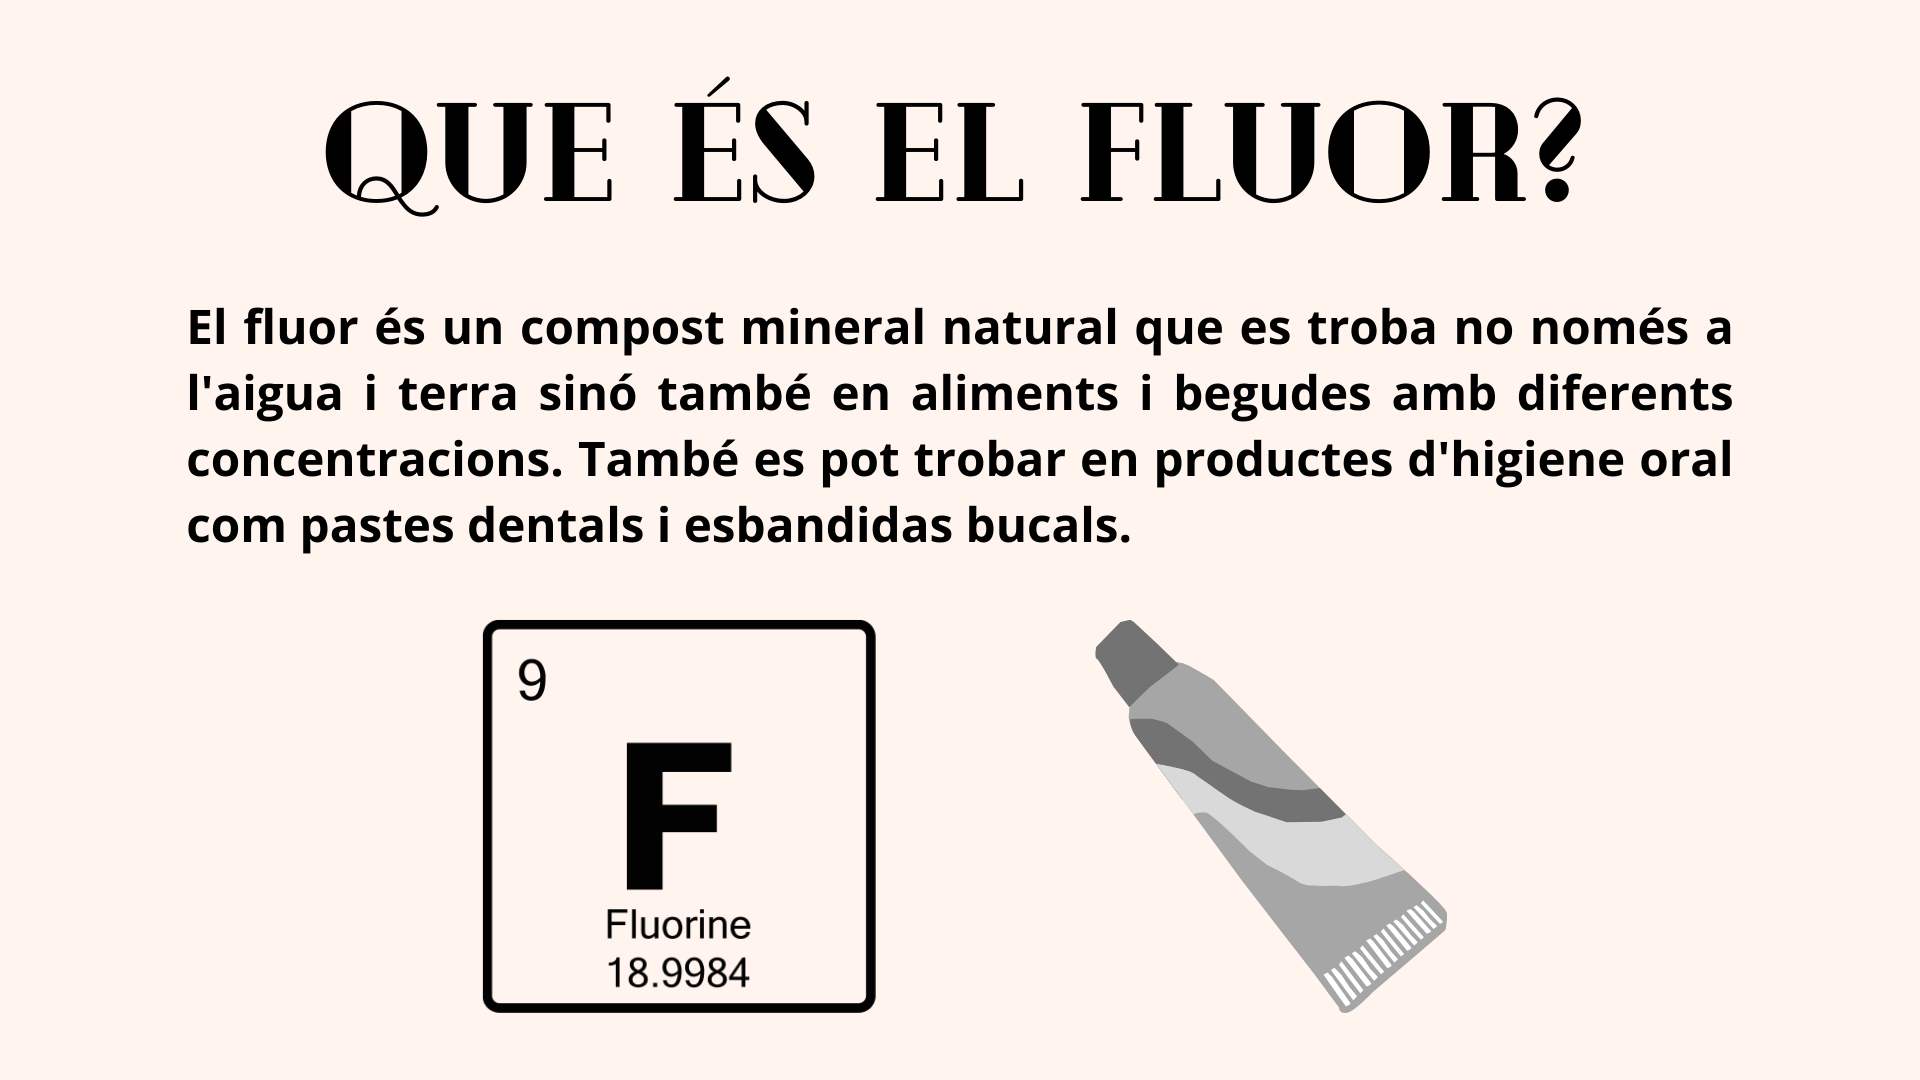 QUE ÉS EL FLUOR?
El fluor és un compost mineral natural que es troba no només a
l'aigua i terra sinó també en aliments i begudes amb diferents
concentracions. També es pot trobar en productes d'higiene oral
com pastes dentals i esbandidas bucals.
9
F
Fluorine
18.9984